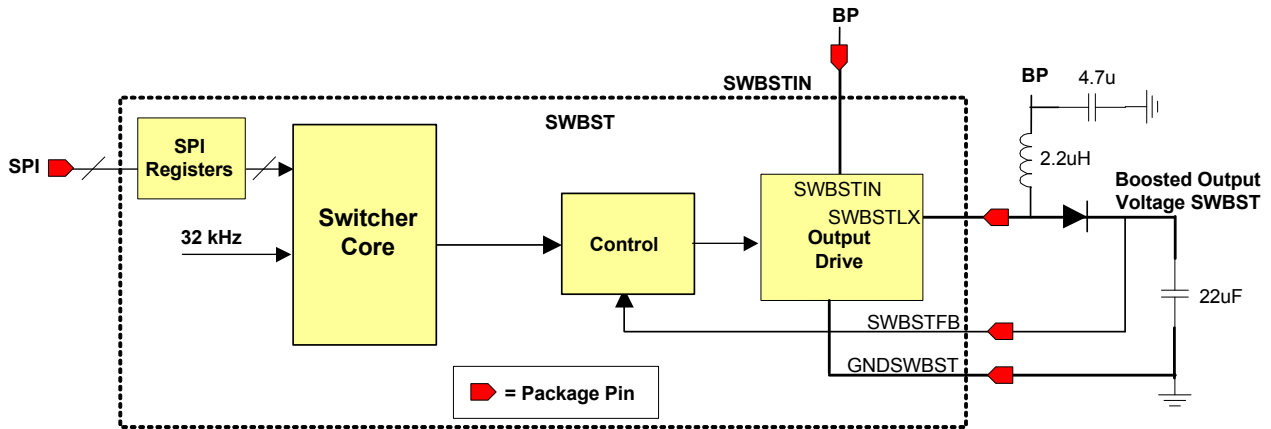 BP
SWBSTIN
BP
4.7u
SWBST
SPI
SPI
Registers
2.2uH
Boosted Output
Voltage SWBST
SWBSTIN
SWBSTLX
Output
Drive
Switcher
Core
Control
32 kHz
22uF
SWBSTFB
GNDSWBST
= Package Pin